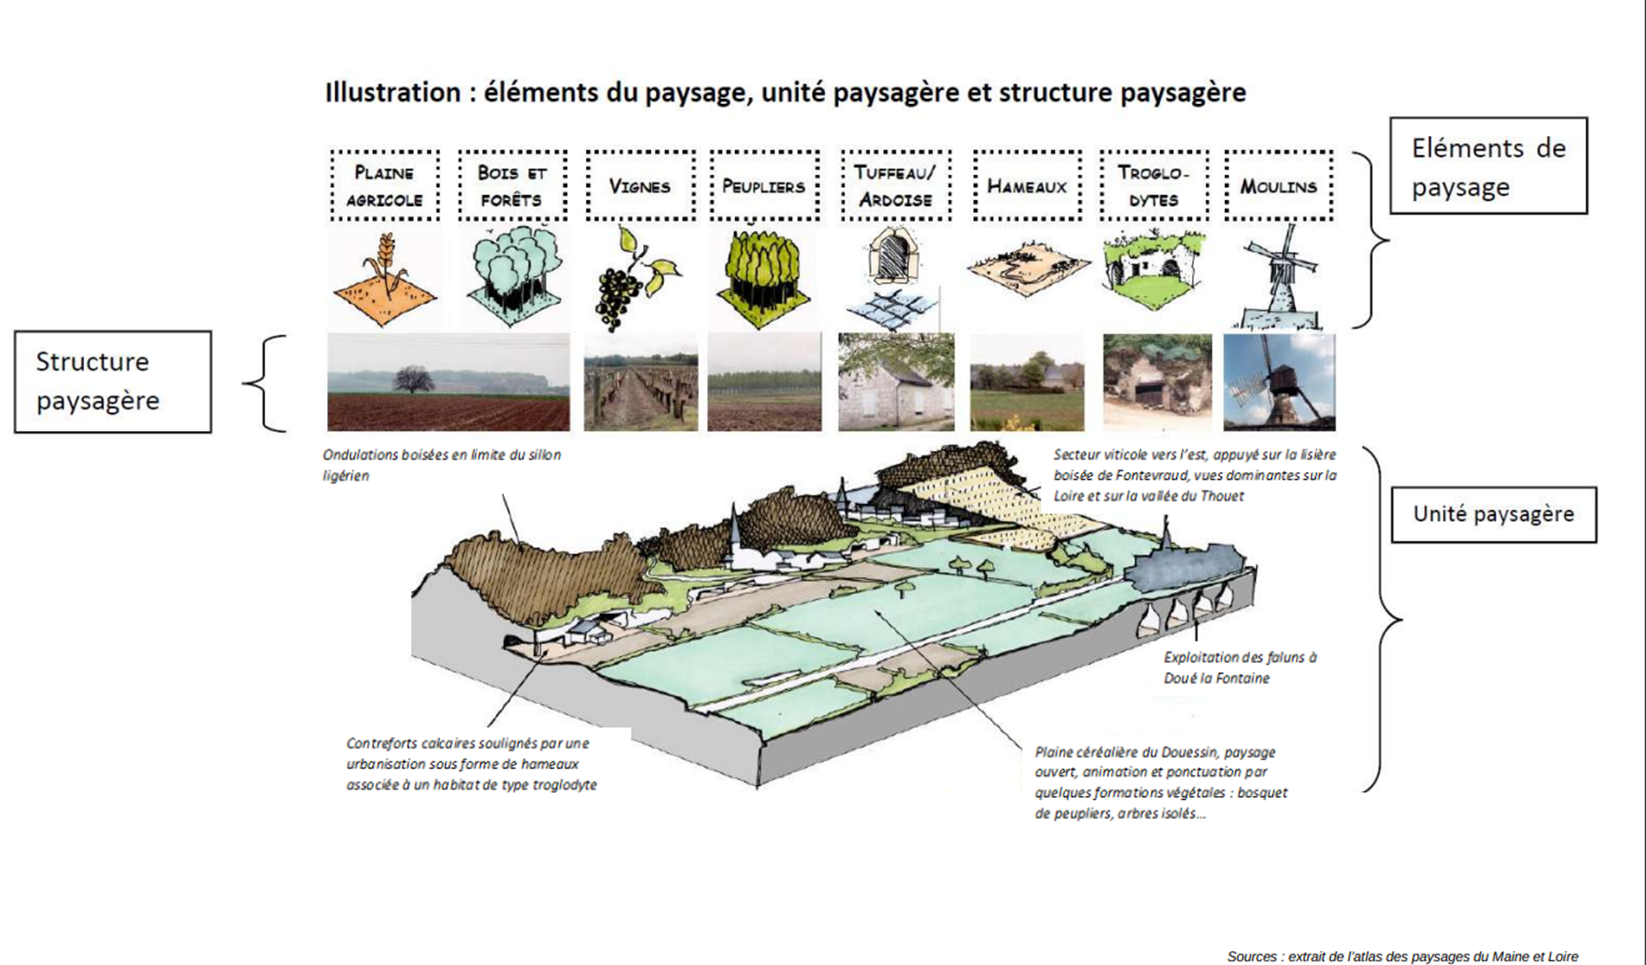 Illustration : éléments du paysage, unité paysagère et structure paysagère
Eléments de
paysage
PLAINE
AGRICOLE
BOIS ET
FORÊTS
VIGNES
PEUPLIERS
TUFFEAU/
ARDOISE
HAMEAUX
TROGLO-
DYTES
MOULINS
Structure
paysagère
Ondulations boisées en limite du sillon
ligérien
Secteur viticole vers l'est, appuyé sur la lisière
boisée de Fontevraud, vues dominantes sur la
Loire et sur la vallée du Thouet
Unité paysagère
Exploitation des faluns à
Doué la Fontaine
Contreforts calcaires soulignés par une
urbanisation sous forme de hameaux
associée à un habitat de type troglodyte
Plaine céréalière du Douessin, paysage
ouvert, animation et ponctuation par
quelques formations végétales : bosquet
de peupliers, arbres isolés...
Sources : extrait de l'atlas des paysages du Maine et Loire